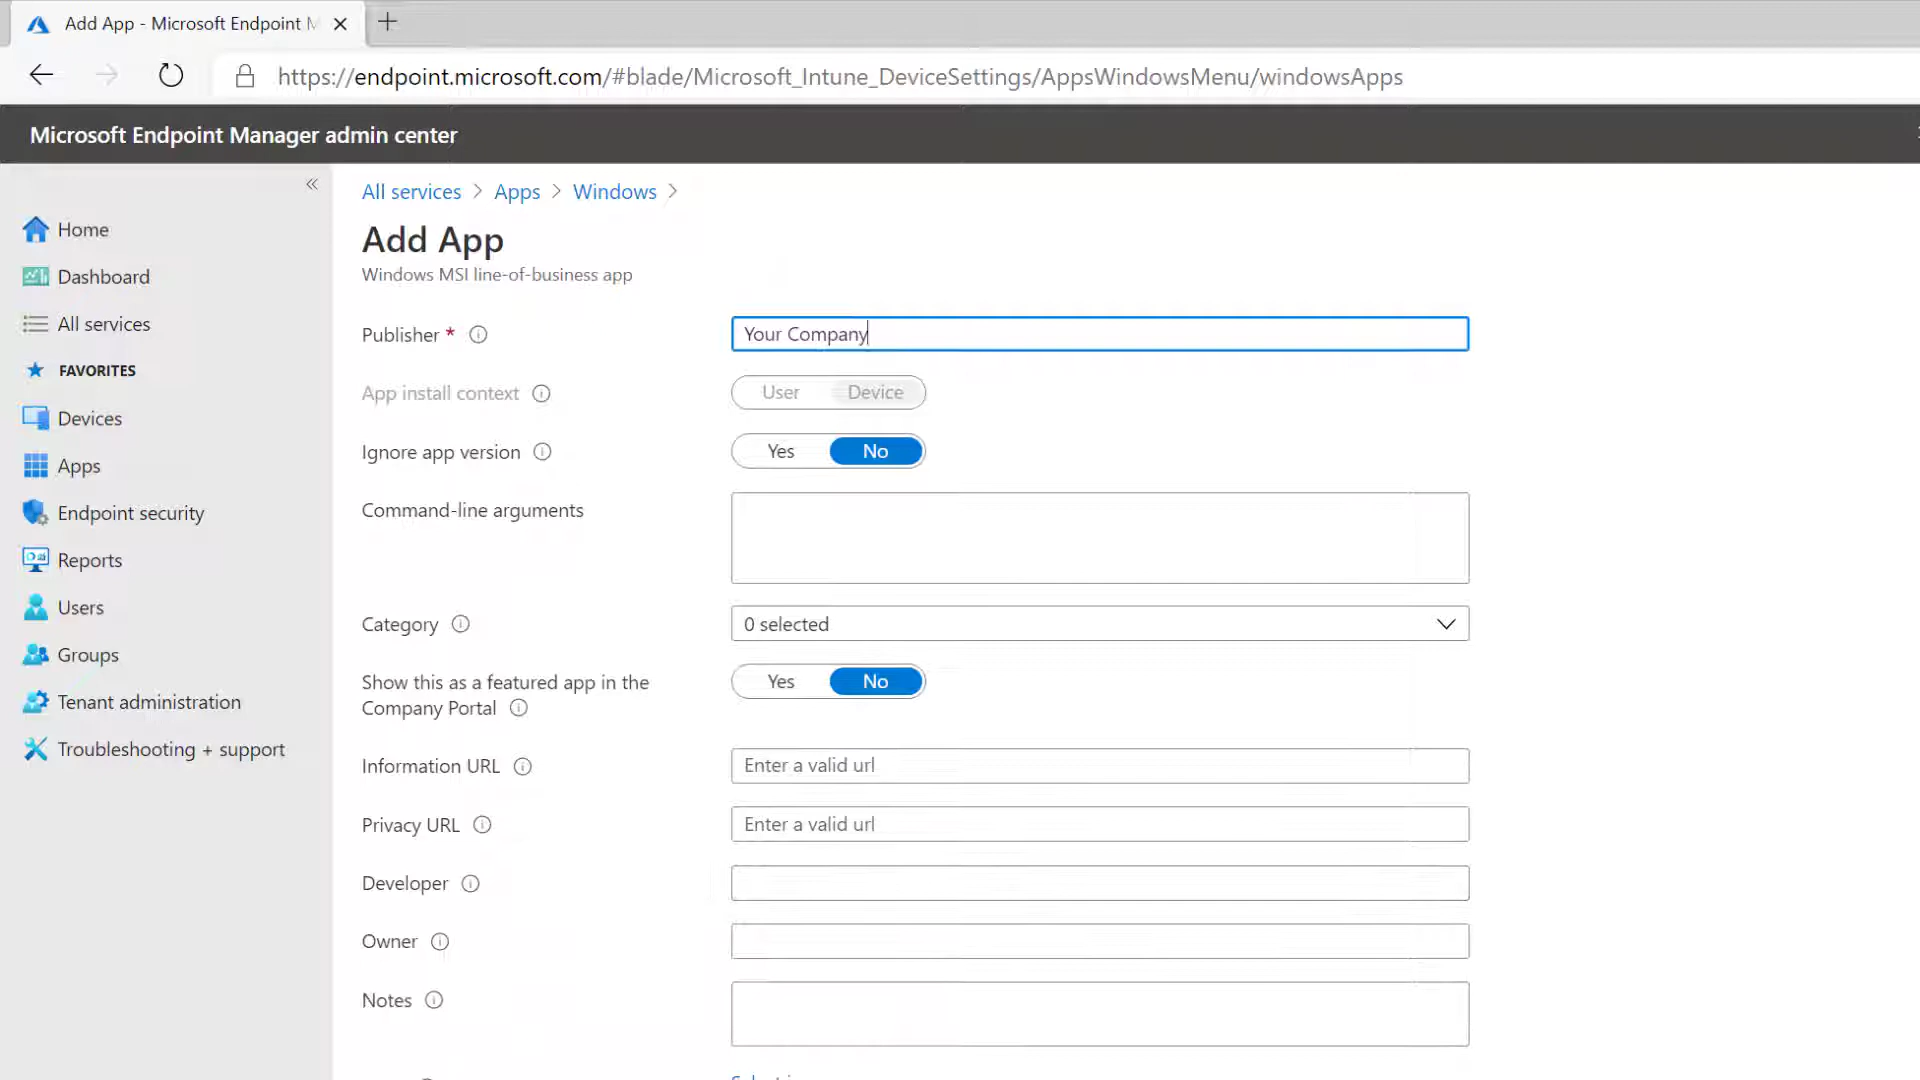 Add App - Microsoft Endpoint M
https://endpoint.microsoft.com/#blade/Microsoft_Intune_DeviceSettings/AppsWindowsMenu/windowsApps
Microsoft Endpoint Manager admin center
«
Home
Dashboard
All services
FAVORITES
Devices
Apps
Endpoint security
Reports
Users
Groups
Tenant administration
Troubleshooting + support
All services > Apps > Windows >
Add App
Windows MSI line-of-business app
Publisher * Your Company
App install context User Device
Ignore app version Yes No
Command-line arguments
Category 0 selected
Show this as a featured app in the
Company Portal Yes No
Information URL Enter a valid url
Privacy URL Enter a valid url
Developer
Owner
Notes